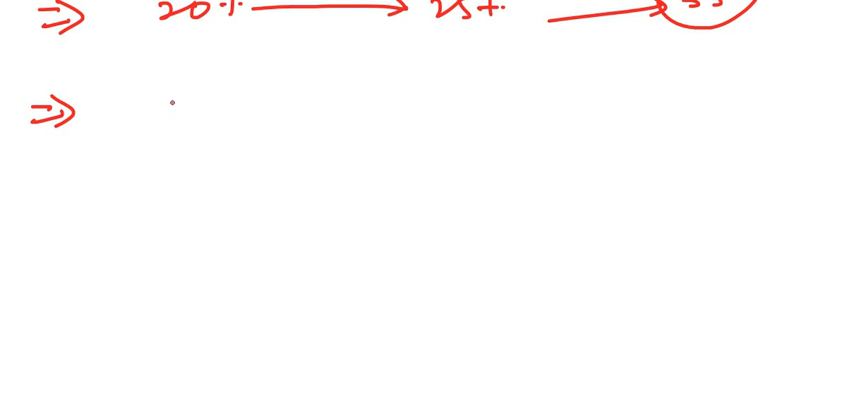 ⇒ 20% → 25% →
⇒